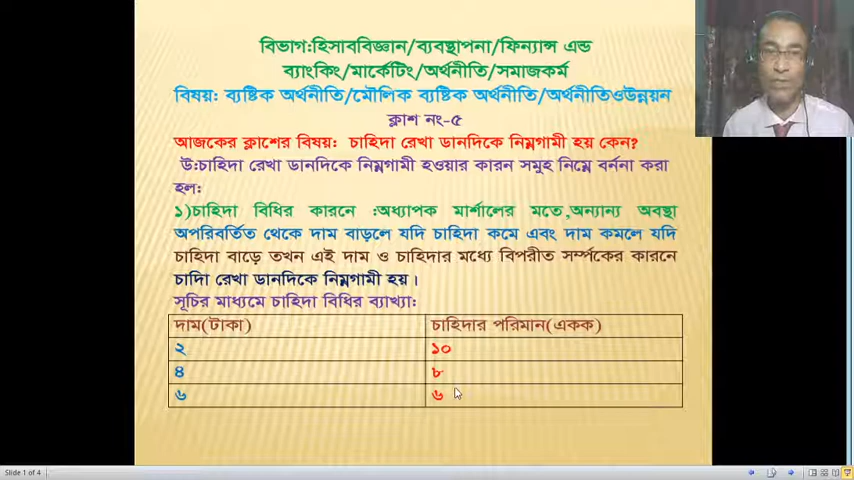 বিভাগ:হিসাববিজ্ঞান/ব্যবস্থাপনা/ফিন্যান্স এন্ড
ব্যাংকিং/মার্কেটিং/অর্থনীতি/সমাজকর্ম
বিষয়: ব্যষ্টিক অর্থনীতি/মৌলিক ব্যষ্টিক অর্থনীতি/অর্থনীতিওউন্নয়ন
ক্লাশ নং-৫
আজকের ক্লাশের বিষয়: চাহিদা রেখা ডানদিকে নিম্নগামী হয় কেন?
উ:চাহিদা রেখা ডানদিকে নিম্নগামী হওয়ার কারন সমুহ নিম্নে বর্ননা করা
হল:
১)চাহিদা বিধির কারনে :অধ্যাপক মার্শালের মতে,অন্যান্য অবস্থা
অপরিবর্তিত থেকে দাম বাড়লে যদি চাহিদা কমে এবং দাম কমলে যদি
চাহিদা বাড়ে তখন এই দাম ও চাহিদার মধ্যে বিপরীত সর্ম্পকের কারনে
চাদিা রেখা ডানদিকে নিম্নগামী হয়।
সূচির মাধ্যমে চাহিদা বিধির ব্যাখ্যা:
দাম(টাকা) চাহিদার পরিমান(একক)
২ ১০
৪ ৮
৬ ৬
Slide 1 of 4